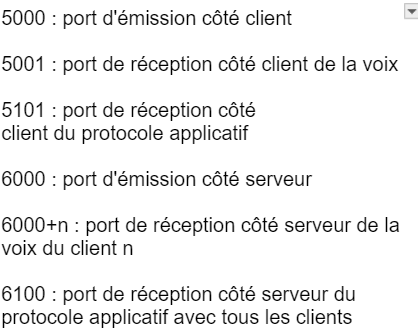 5000 : port d'émission côté client
5001 : port de réception côté client de la voix
5101 : port de réception côté
client du protocole applicatif
6000 : port d'émission côté serveur
6000+n : port de réception côté serveur de la
voix du client n
6100 : port de réception côté serveur du
protocole applicatif avec tous les clients